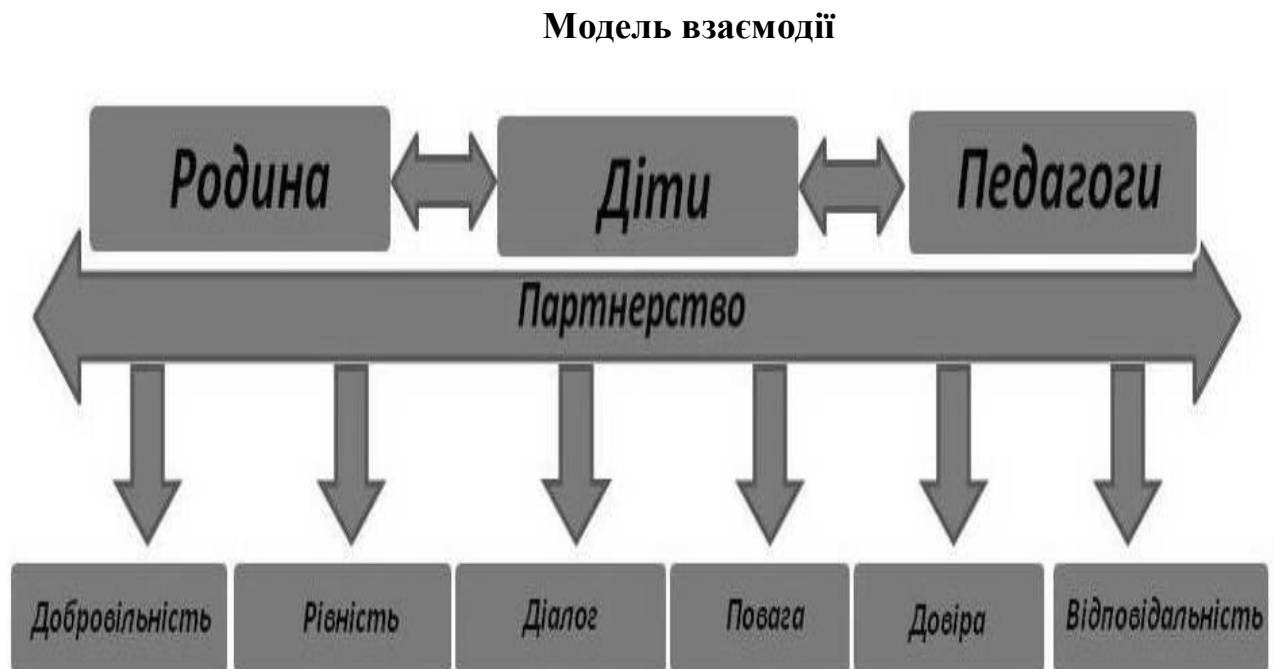 Модель взаємодії
Родина
Діти
Педагоги
Партнерство
Добровільність
Рівність
Діалог
Повага
Довіра
Відповідальність